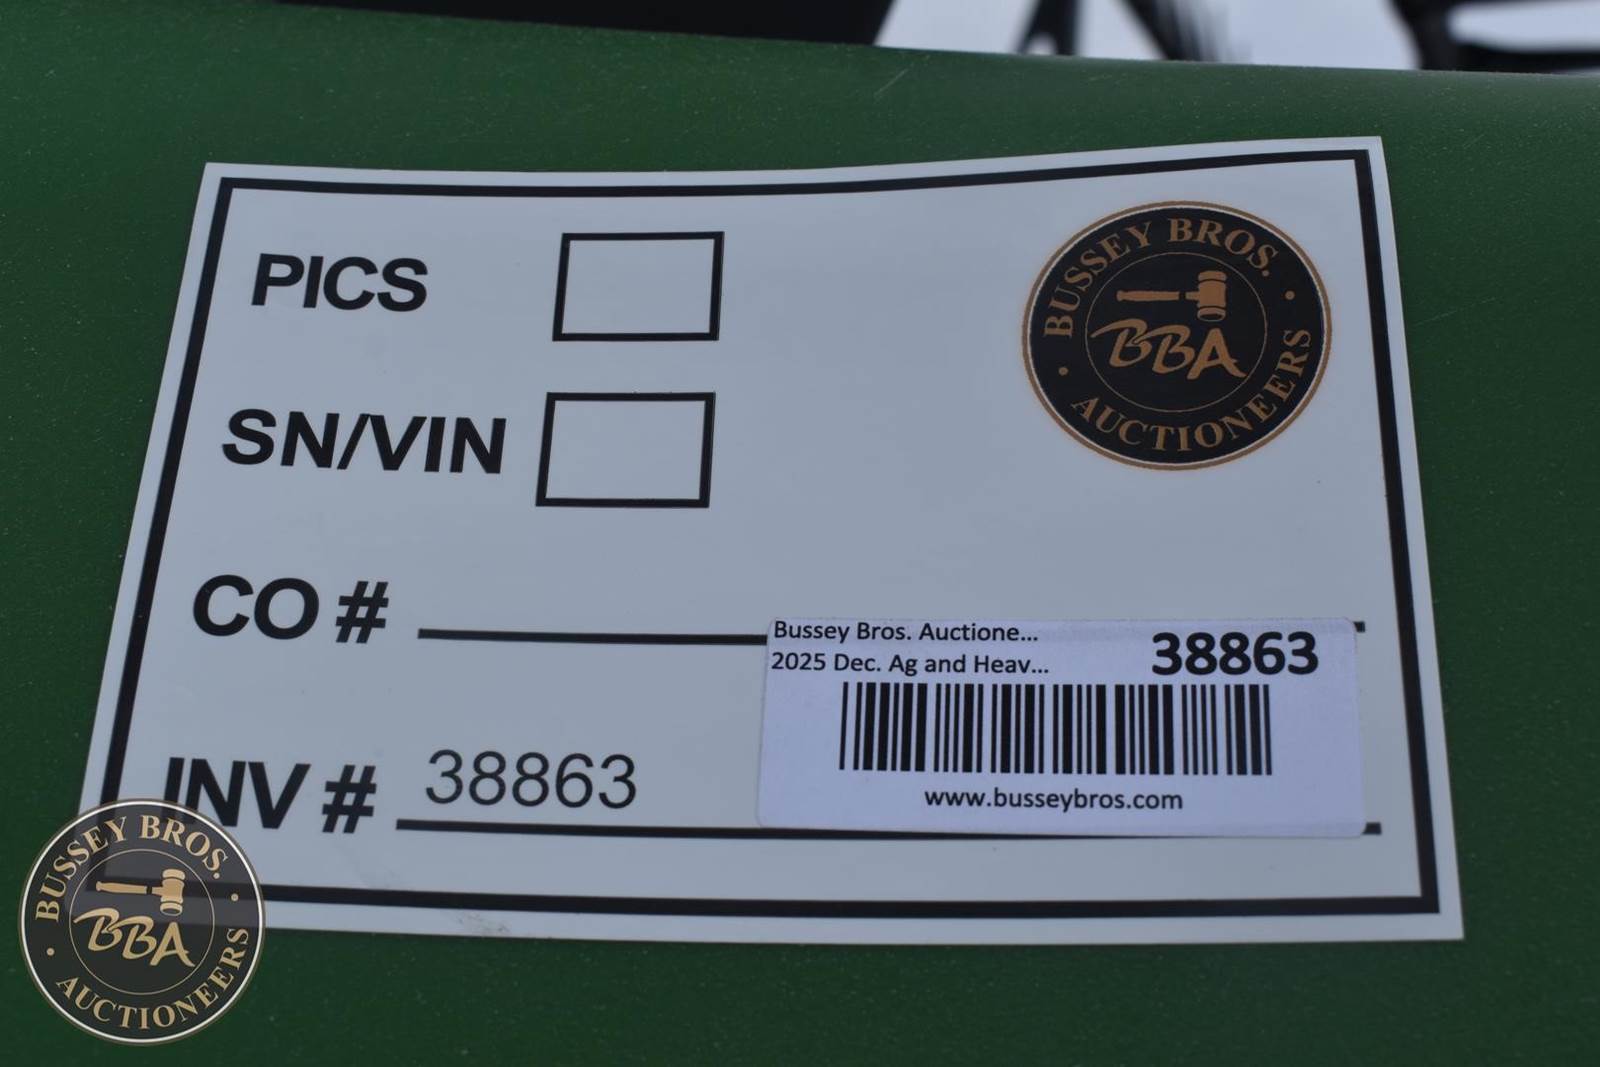 PICS
BUSSEY BROS.
BBA
AUCTIONEERS
SN/VIN
CO #
Bussey Bros. Auctione...
38863
2025 Dec. Ag and Heav...
www.busseybros.com
INV # 38863
BUSSEY BROS.
BBA
AUCTIONEERS